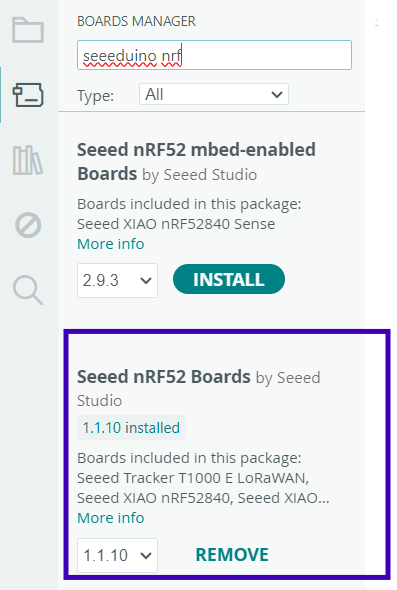 BOARDS MANAGER
seeeduino nrf
Type: All
Seeed nRF52 mbed-enabled
Boards by Seeed Studio
Boards included in this package:
Seeed XIAO nRF52840 Sense
More info
2.9.3 INSTALL
Seeed nRF52 Boards by Seeed
Studio
1.1.10 installed
Boards included in this package:
Seeed Tracker T1000 E LoRaWAN,
Seeed XIAO nRF52840, Seeed XIAO...
More info
1.1.10 REMOVE